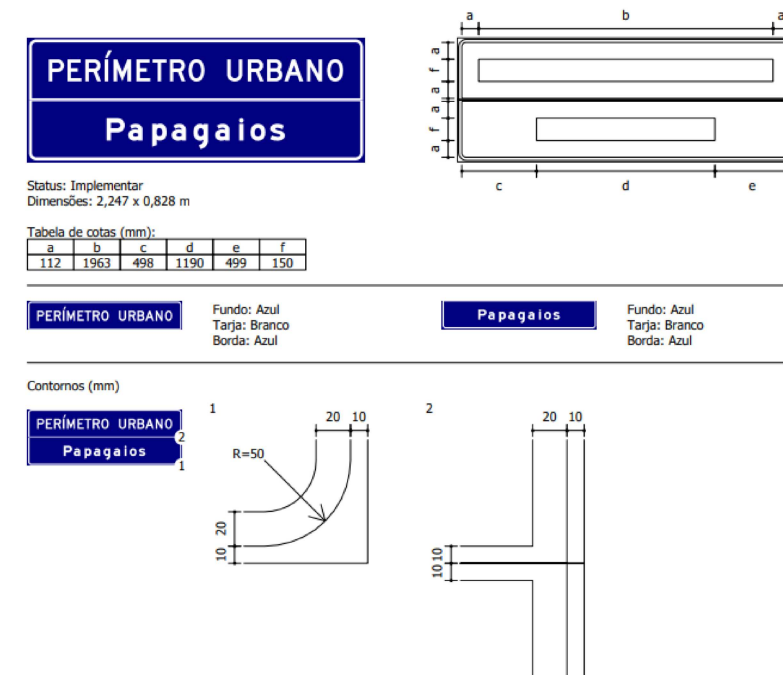 a b a
PERÍMETRO URBANO
Papagaios
a
f
a
a
f
a
c d e
Status: Implementar
Dimensões: 2,247 x 0,828 m
Tabela de cotas (mm):
a b c d e f
112 1963 498 1190 499 150
PERÍMETRO URBANO
Fundo: Azul
Tarja: Branco
Borda: Azul
Papagaios
Fundo: Azul
Tarja: Branco
Borda: Azul
Contornos (mm)
PERÍMETRO URBANO
2
Papagaios
1
1
20 10
R=50
20
10
2
20 10
10
10